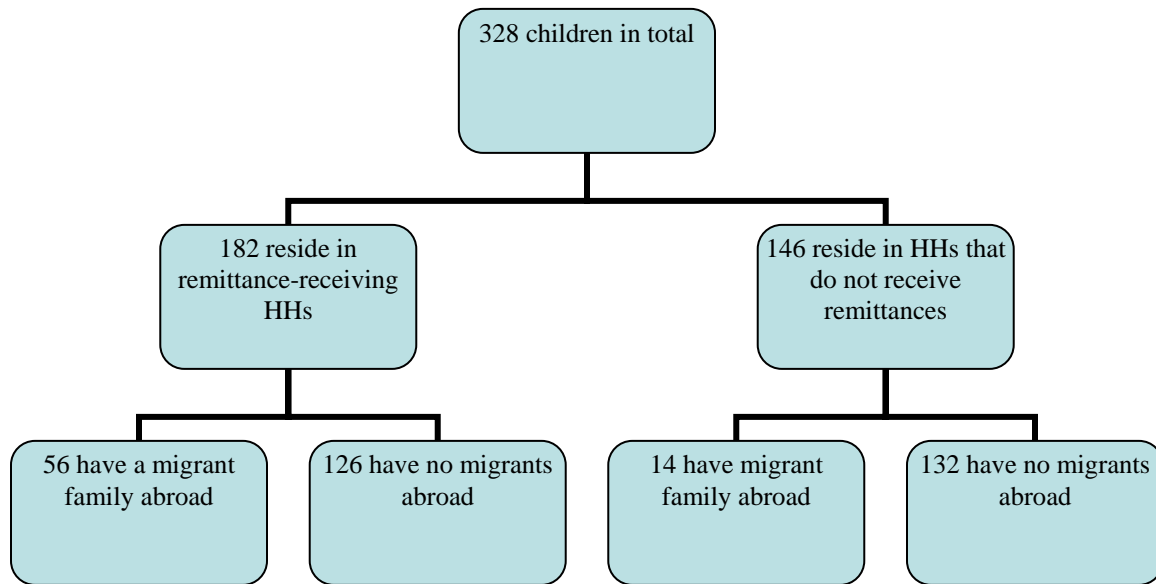 328 children in total
182 reside in
remittance-receiving
HHs
146 reside in HHs that
do not receive
remittances
56 have a migrant
family abroad
126 have no migrants
abroad
14 have migrant
family abroad
132 have no migrants
abroad